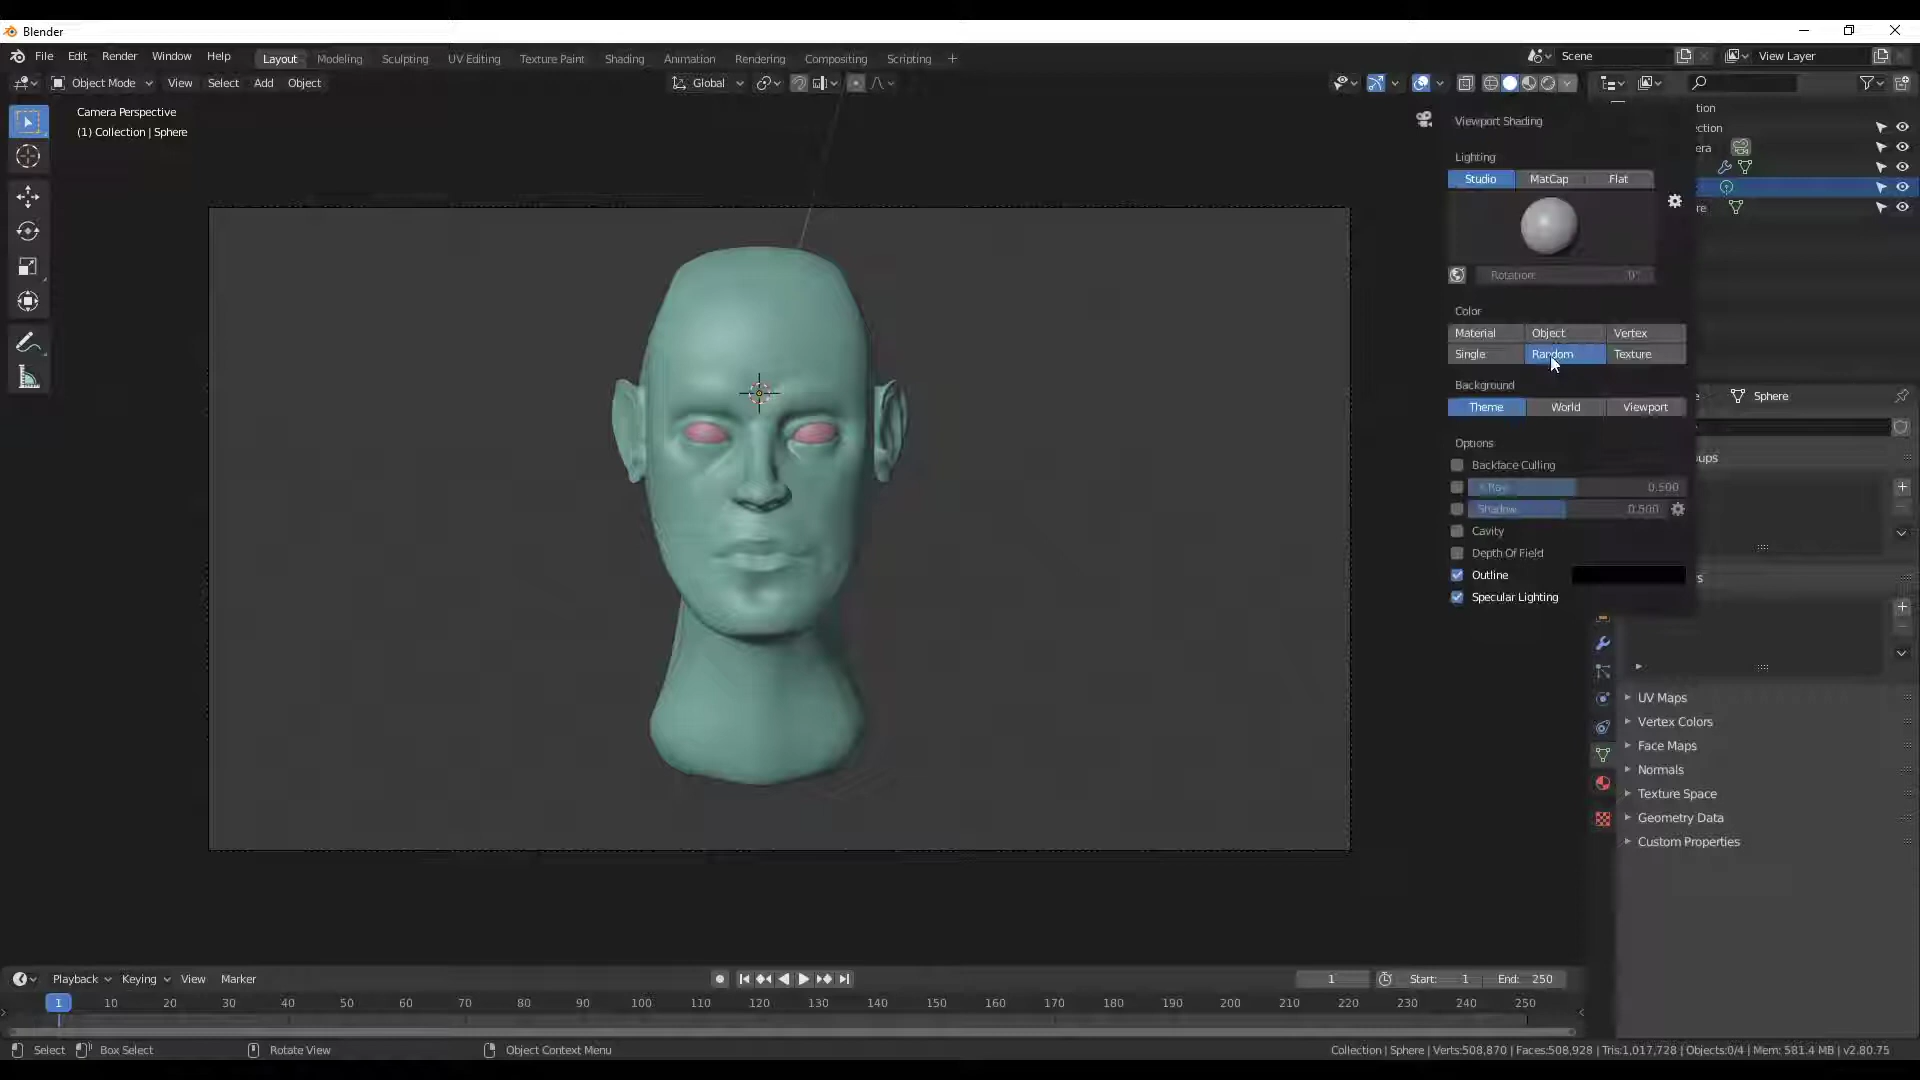 Blender
File Edit Render Window Help Layout Modeling Sculpting UV Editing Texture Paint Shading Animation Rendering Compositing Scripting + Scene View Layer
Object Mode View Select Add Object Global
Camera Perspective
(1) Collection | Sphere
Viewport Shading
Lighting
Studio MatCap Flat
Rotation: 0°
Color
Material Object Vertex
Single Random Texture
Background
Theme World Viewport
Options
Backface Culling
X-Ray 0.500
Shadow 0.500
Cavity
Depth Of Field
Outline
Specular Lighting
tion
ction
era
re
Sphere
ups
s
UV Maps
Vertex Colors
Face Maps
Normals
Texture Space
Geometry Data
Custom Properties
Playback Keying View Marker 1 Start: 1 End: 250
1 10 20 30 40 50 60 70 80 90 100 110 120 130 140 150 160 170 180 190 200 210 220 230 240 250
Select Box Select Rotate View Object Context Menu Collection | Sphere | Verts:508,870 | Faces:508,928 | Tris:1,017,728 | Objects:0/4 | Mem: 581.4 MB | v2.80.75